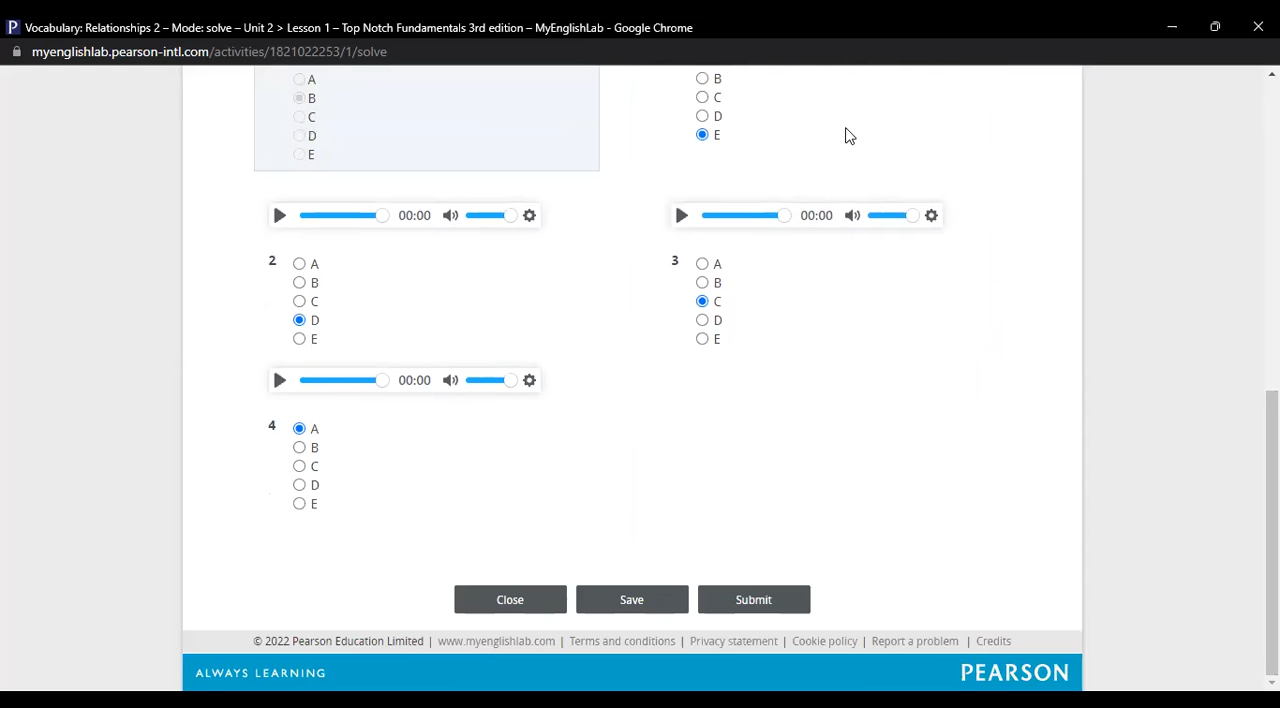 P Vocabulary: Relationships 2 – Mode: solve – Unit 2 > Lesson 1 – Top Notch Fundamentals 3rd edition – MyEnglishLab - Google Chrome
myenglishlab.pearson-intl.com/activities/1821022253/1/solve
A
B
C
D
E
B
C
D
E
00:00
00:00
2
A
B
C
D
E
3
A
B
C
D
E
00:00
4
A
B
C
D
E
Close Save Submit
© 2022 Pearson Education Limited | www.myenglishlab.com | Terms and conditions | Privacy statement | Cookie policy | Report a problem | Credits
ALWAYS LEARNING PEARSON